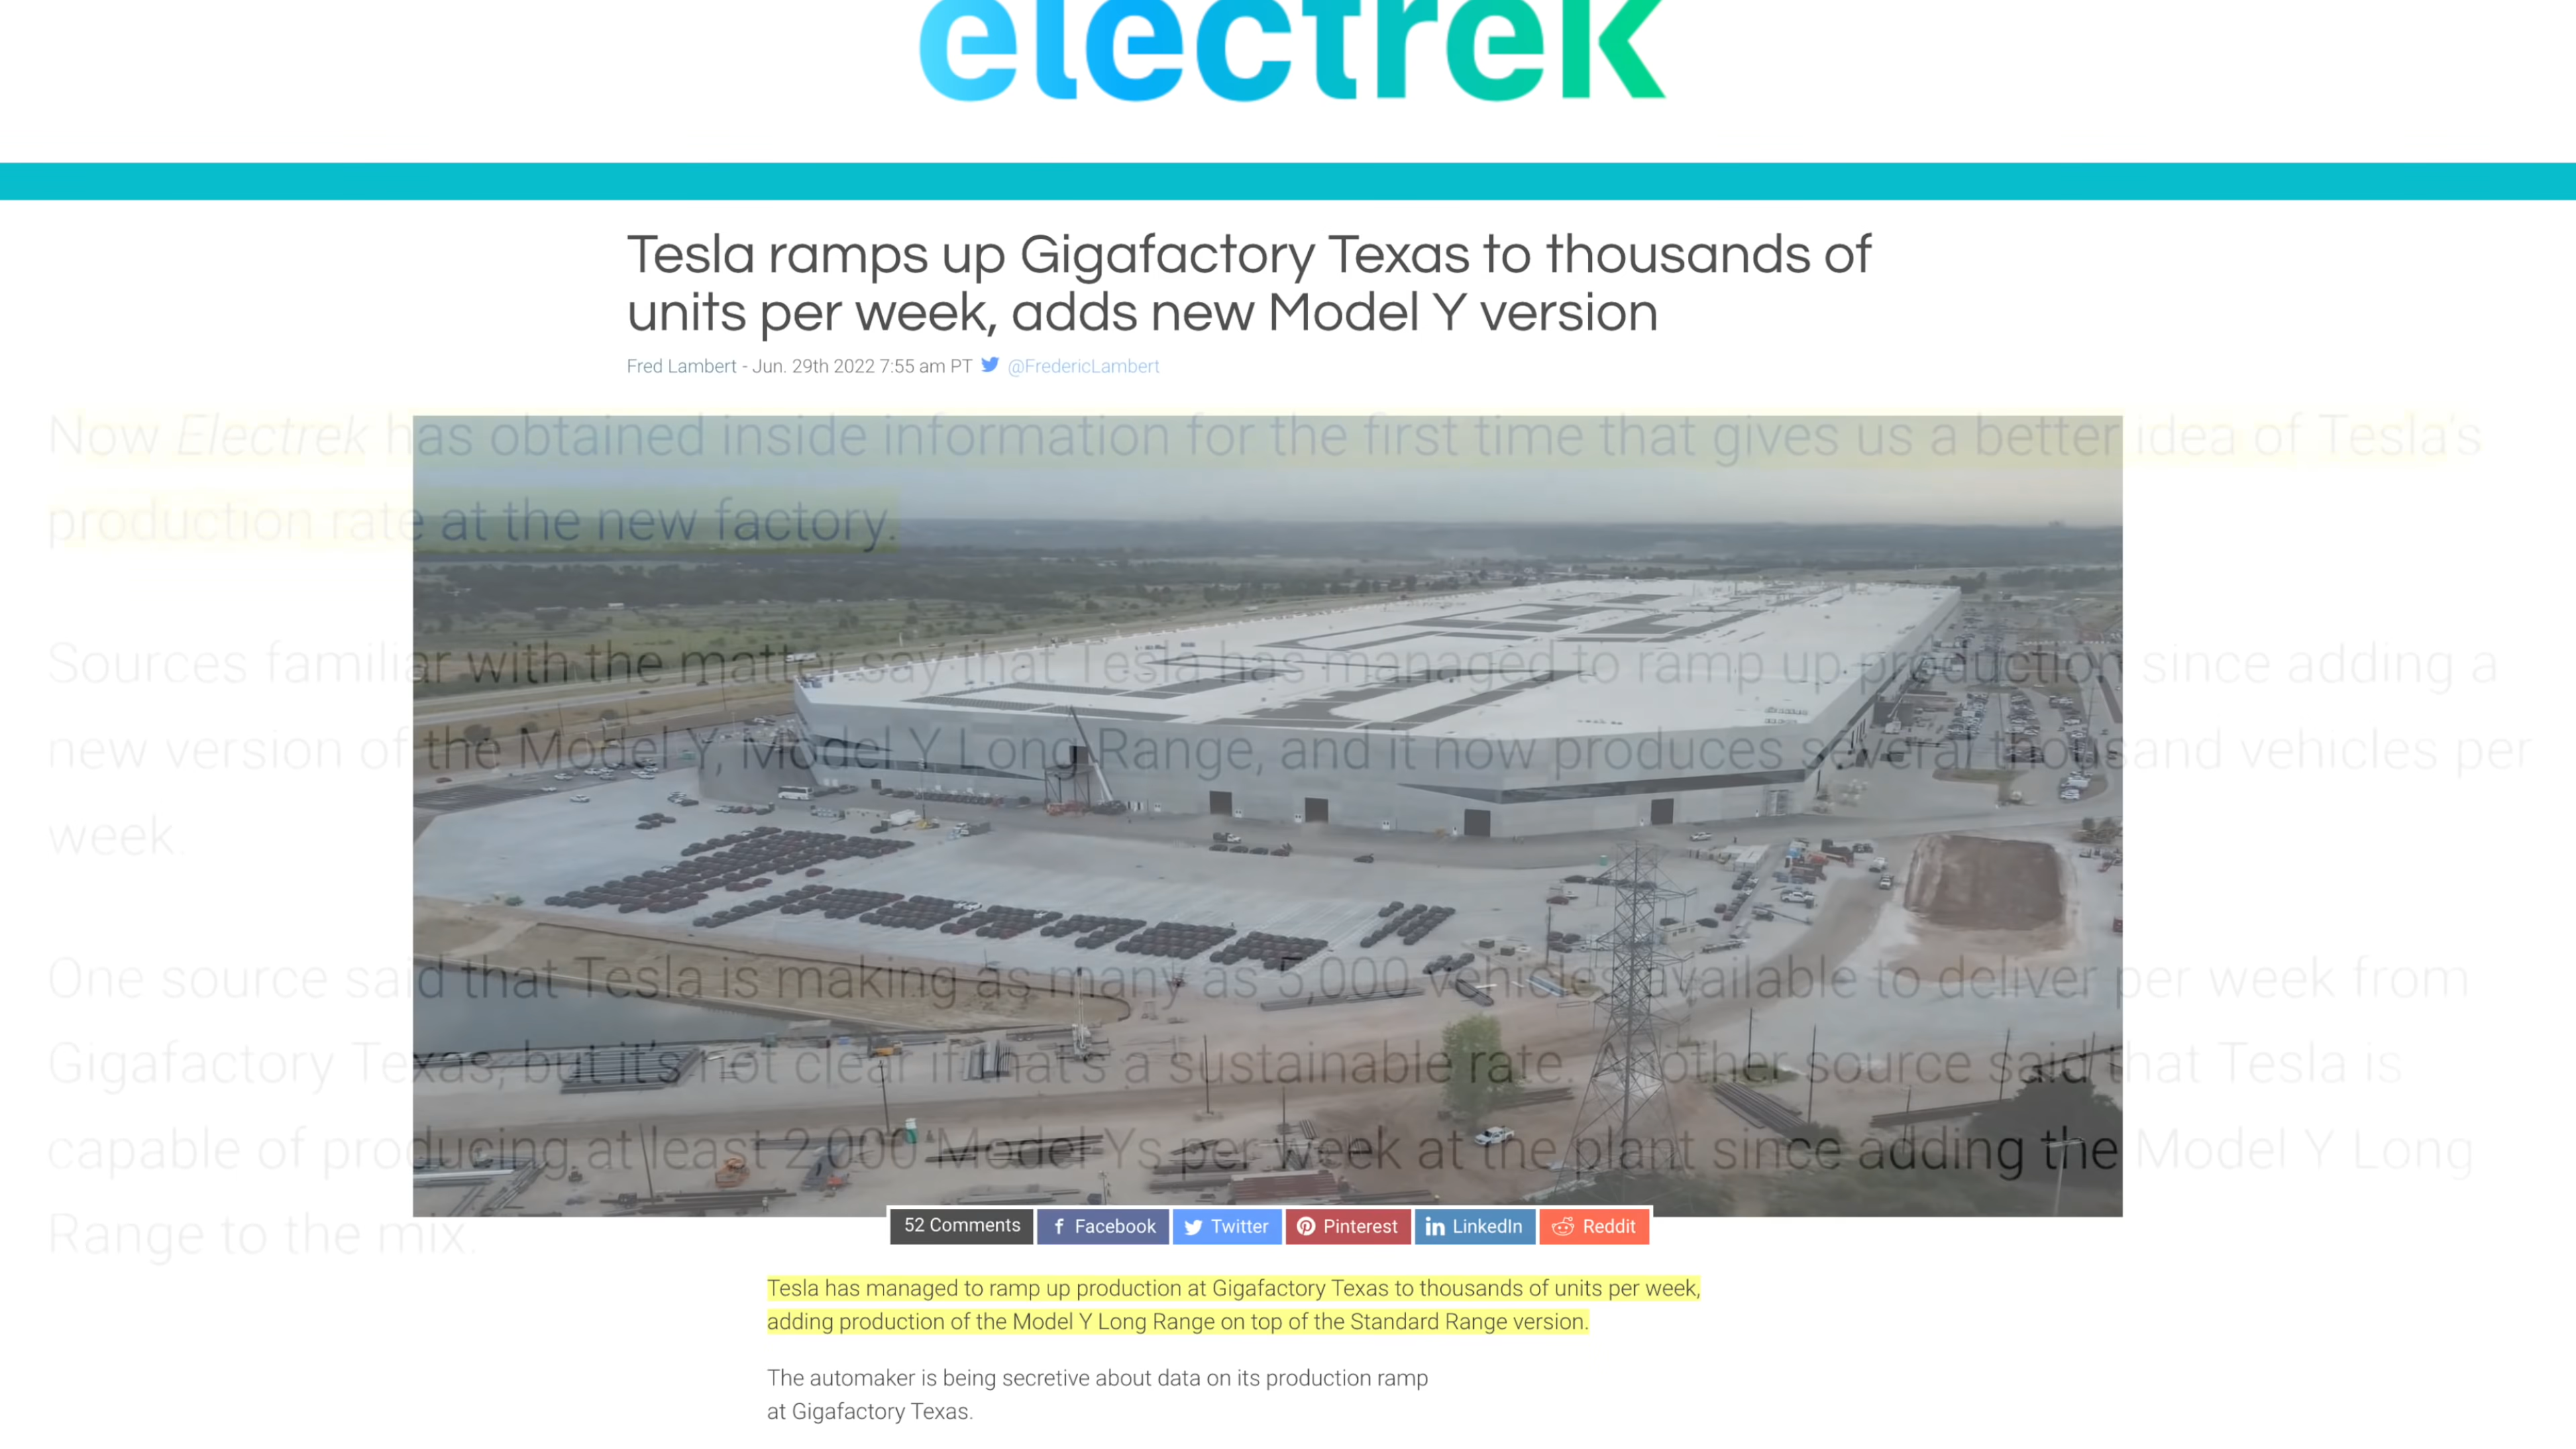 electrek
Tesla ramps up Gigafactory Texas to thousands of
units per week, adds new Model Y version
Fred Lambert - Jun. 29th 2022 7:55 am PT @FredericLambert
Now Electrek has obtained inside information for the first time that gives us a better idea of Tesla's
production rate at the new factory.
Sources familiar with the matter say that Tesla has managed to ramp up production since adding a
new version of the Model Y, Model Y Long Range, and it now produces several thousand vehicles per
week.
One source said that Tesla is making as many as 5,000 vehicles available to deliver per week from
Gigafactory Texas, but it's not clear if that's a sustainable rate. other source said that Tesla is
capable of producing at least 2,000 Model Ys per week at the plant since adding the Model Y Long
Range to the mix.
52 Comments Facebook Twitter Pinterest LinkedIn Reddit
Tesla has managed to ramp up production at Gigafactory Texas to thousands of units per week,
adding production of the Model Y Long Range on top of the Standard Range version.
The automaker is being secretive about data on its production ramp
at Gigafactory Texas.